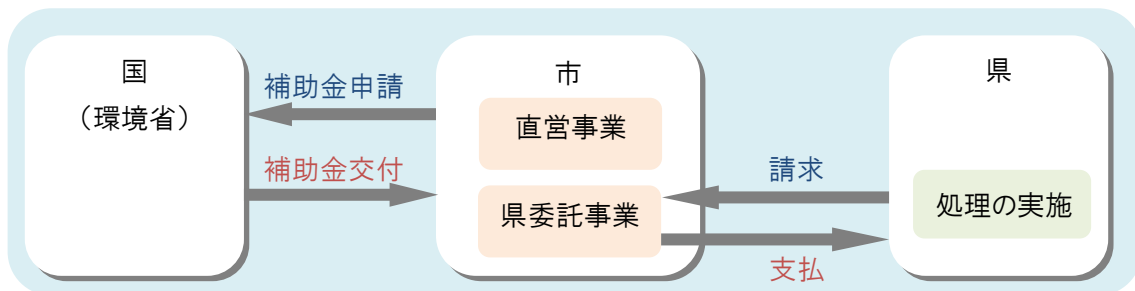 国
（環境省）
補助金申請
補助金交付
市
直営事業
県委託事業
請求
支払
県
処理の実施